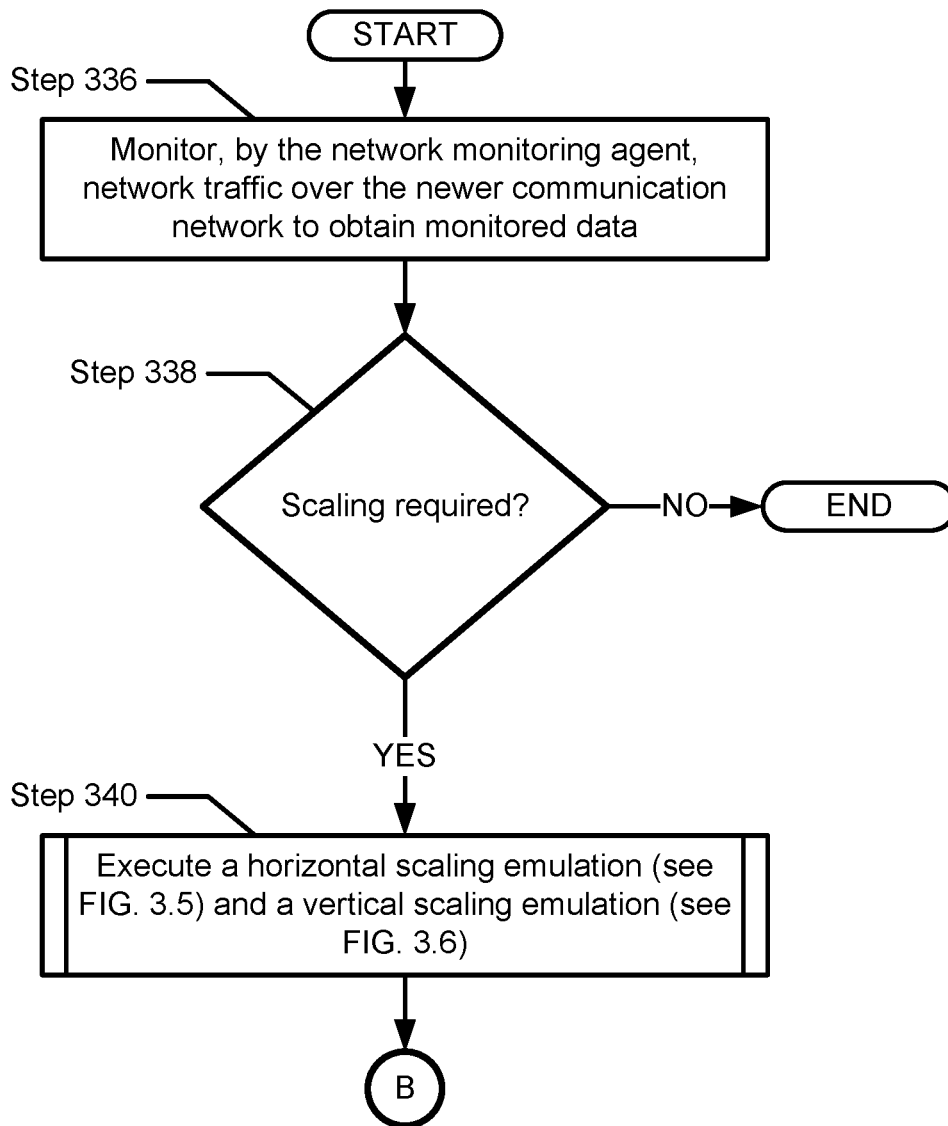 START
Step 336
Monitor, by the network monitoring agent,
network traffic over the newer communication
network to obtain monitored data
Step 338
Scaling required?
NO
END
YES
Step 340
Execute a horizontal scaling emulation (see
FIG. 3.5) and a vertical scaling emulation (see
FIG. 3.6)
B